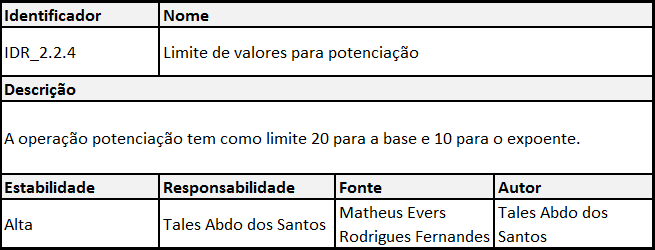 Identificador Nome
IDR_2.2.4 Limite de valores para potenciação
Descrição
A operação potenciação tem como limite 20 para a base e 10 para o expoente.
Estabilidade Responsabilidade Fonte Autor
Alta Tales Abdo dos Santos Matheus Evers Rodrigues Fernandes Tales Abdo dos Santos